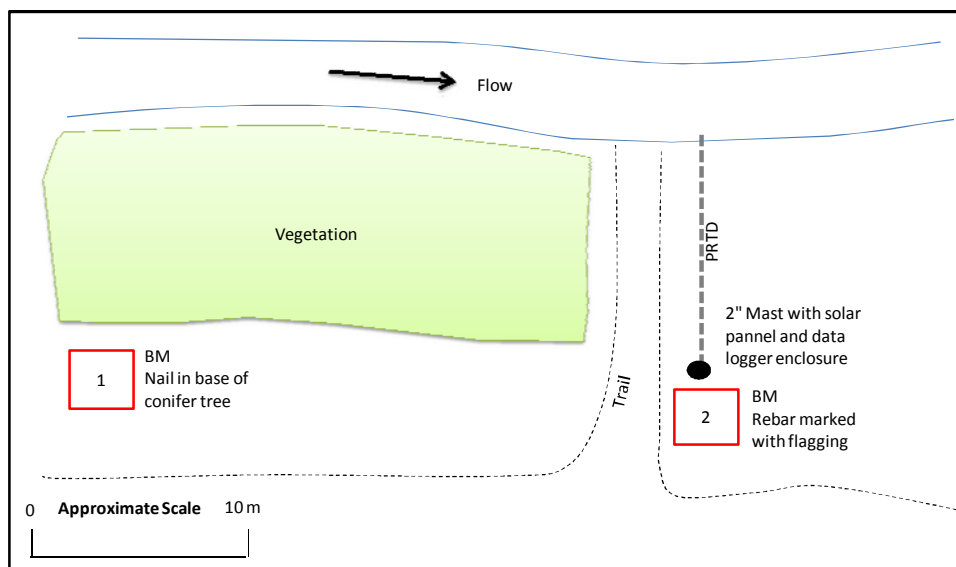 Flow
Vegetation
PRTD
2" Mast with solar
pannel and data
logger enclosure
1
BM
Nail in base of
conifer tree
Trail
2
BM
Rebar marked
with flagging
0 Approximate Scale 10 m